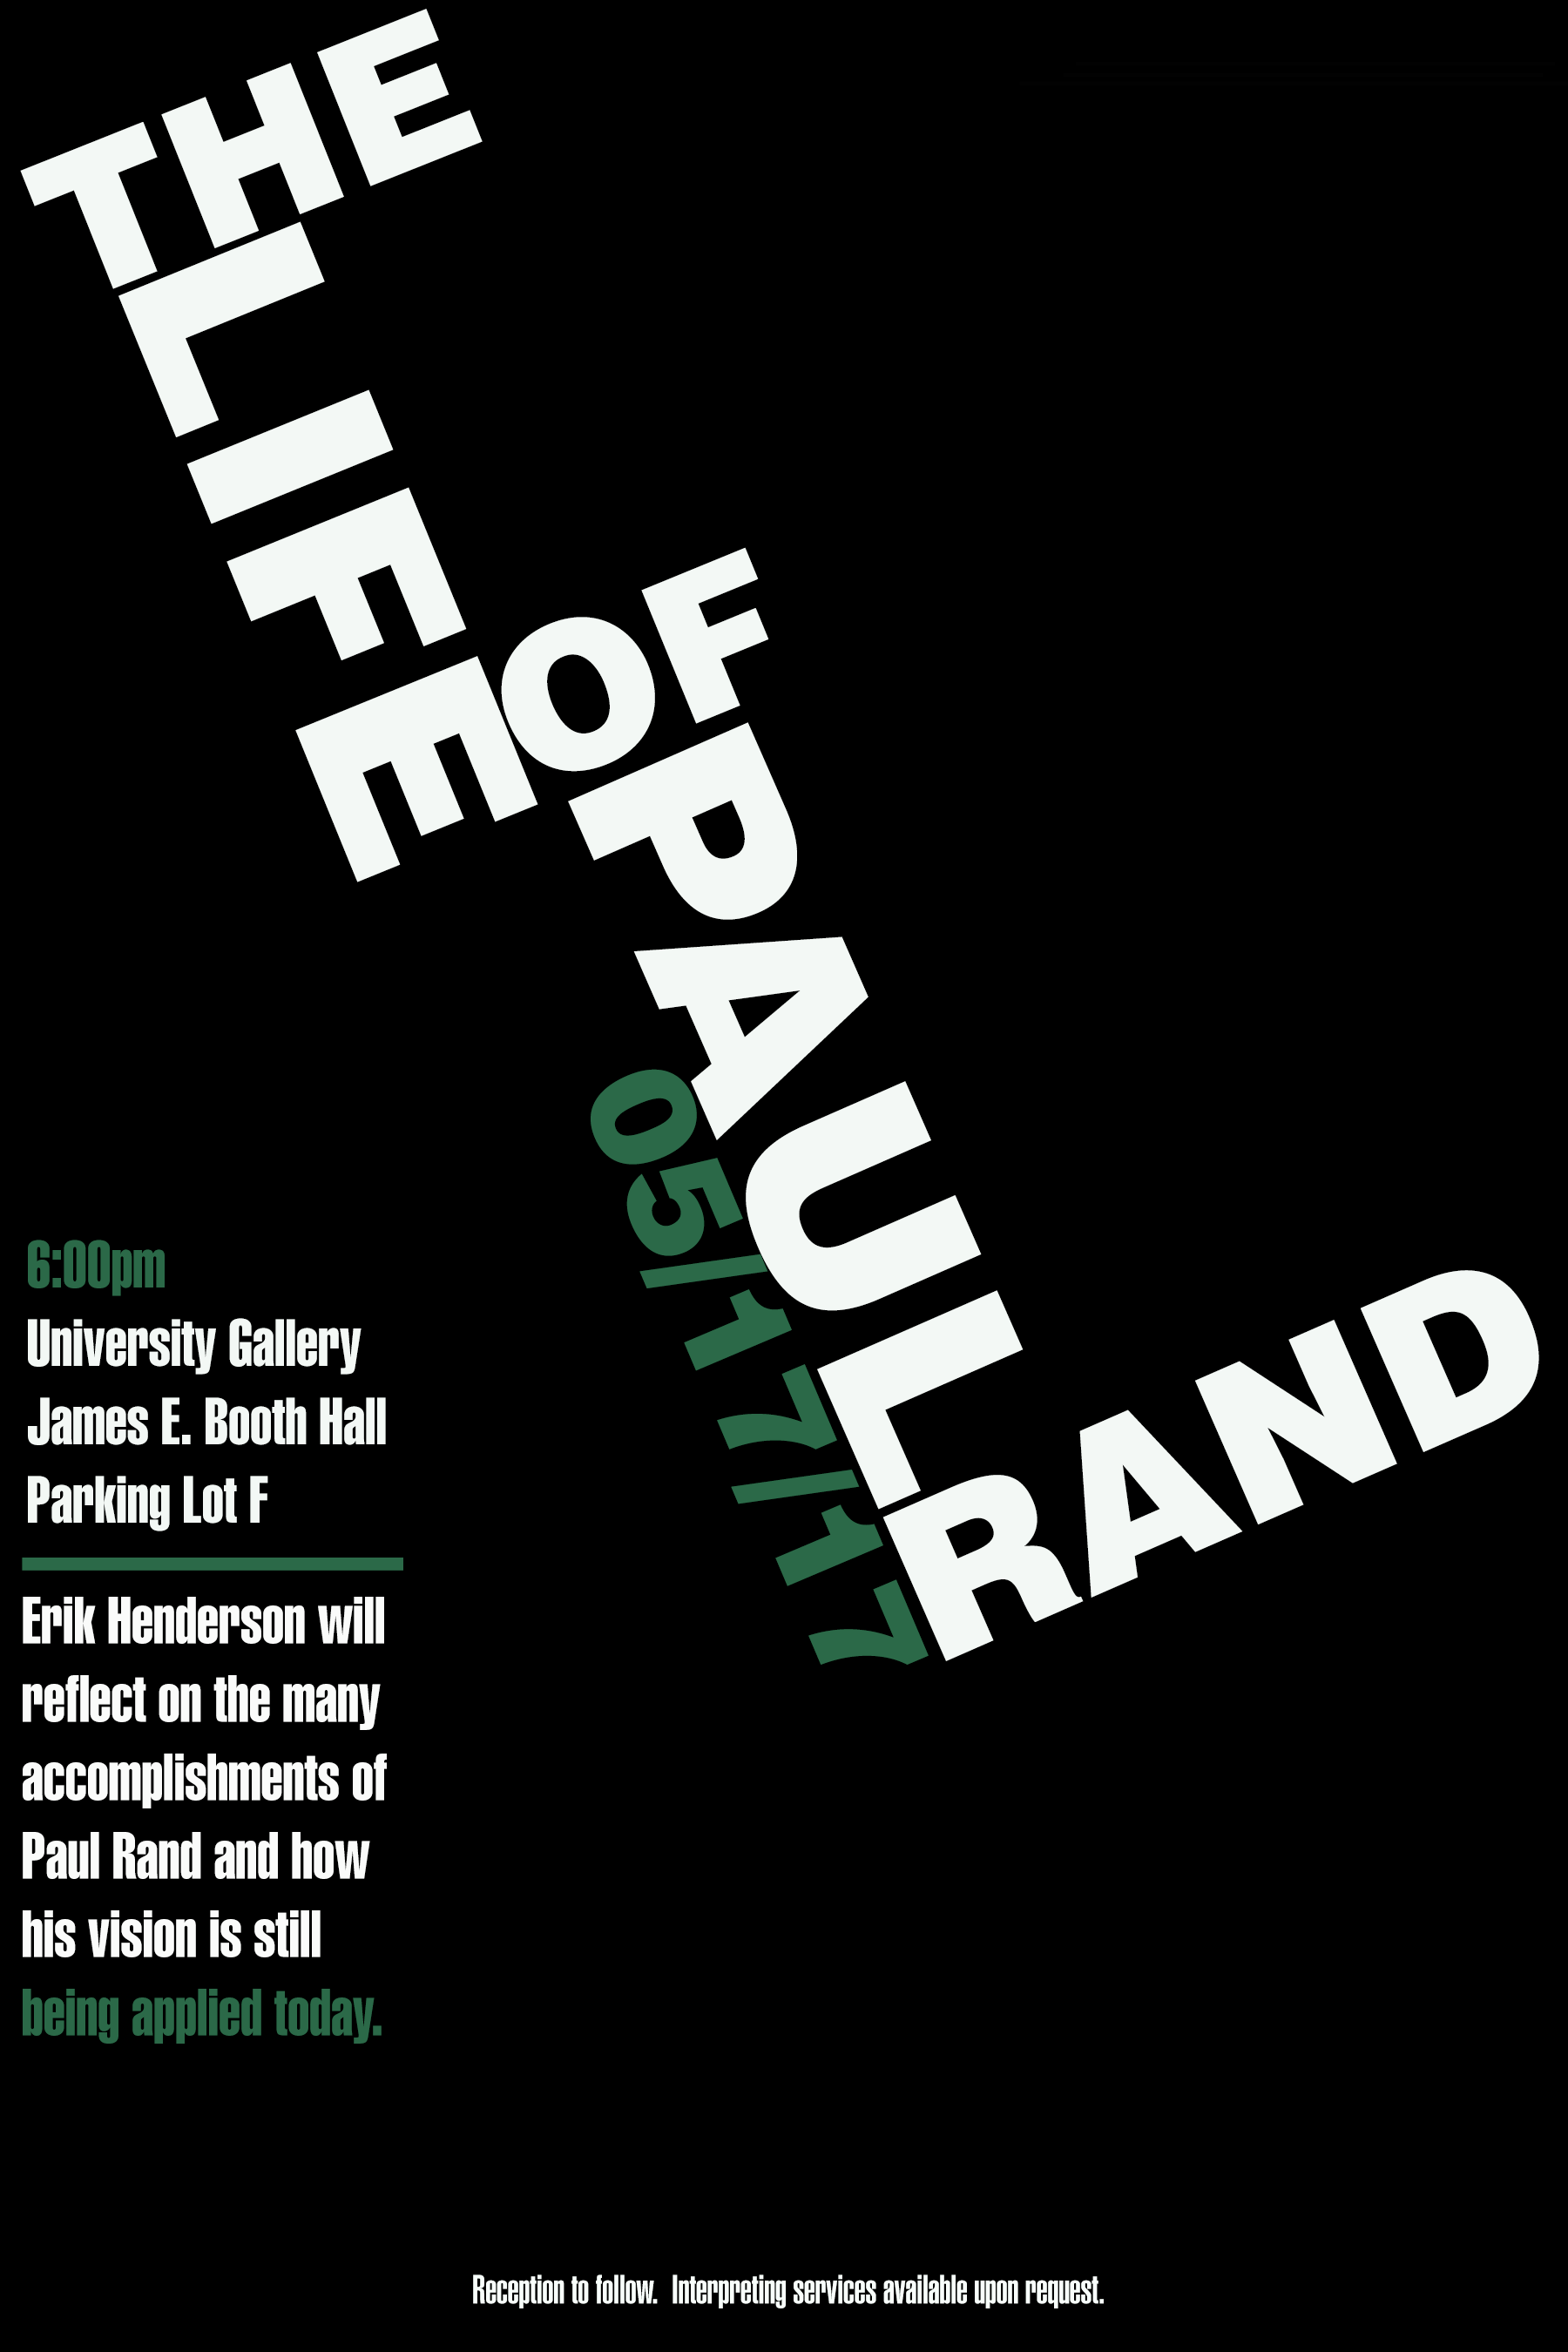 THE
LIFE
OF
PAUL
RAND
05/17/17
6:00pm
University Gallery
James E. Booth Hall
Parking Lot F
Erik Henderson will
reflect on the many
accomplishments of
Paul Rand and how
his vision is still
being applied today.
Reception to follow.  Interpreting services available upon request.